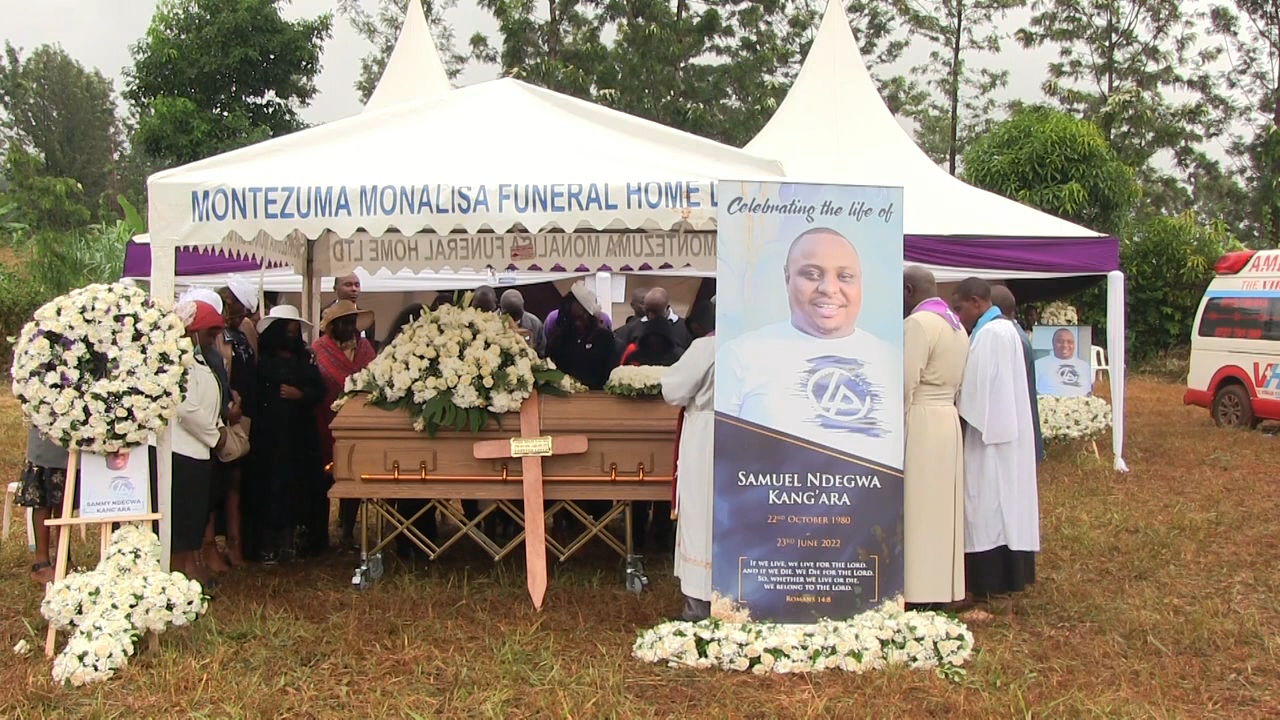 MONTEZUMA MONALISA FUNERAL HOME L
MONTEZUMA MONALISA FUNERAL HOME LTD
Celebrating the life of
SAMUEL NDEGWA
KANG'ARA
22ND OCTOBER 1980
-
23RD JUNE 2022
IF WE LIVE, WE LIVE FOR THE LORD.
AND IF WE DIE, WE DIE FOR THE LORD.
SO, WHETHER WE LIVE OR DIE,
WE BELONG TO THE LORD.
ROMANS 14:8
SAMMY NDEGWA
KANG'ARA